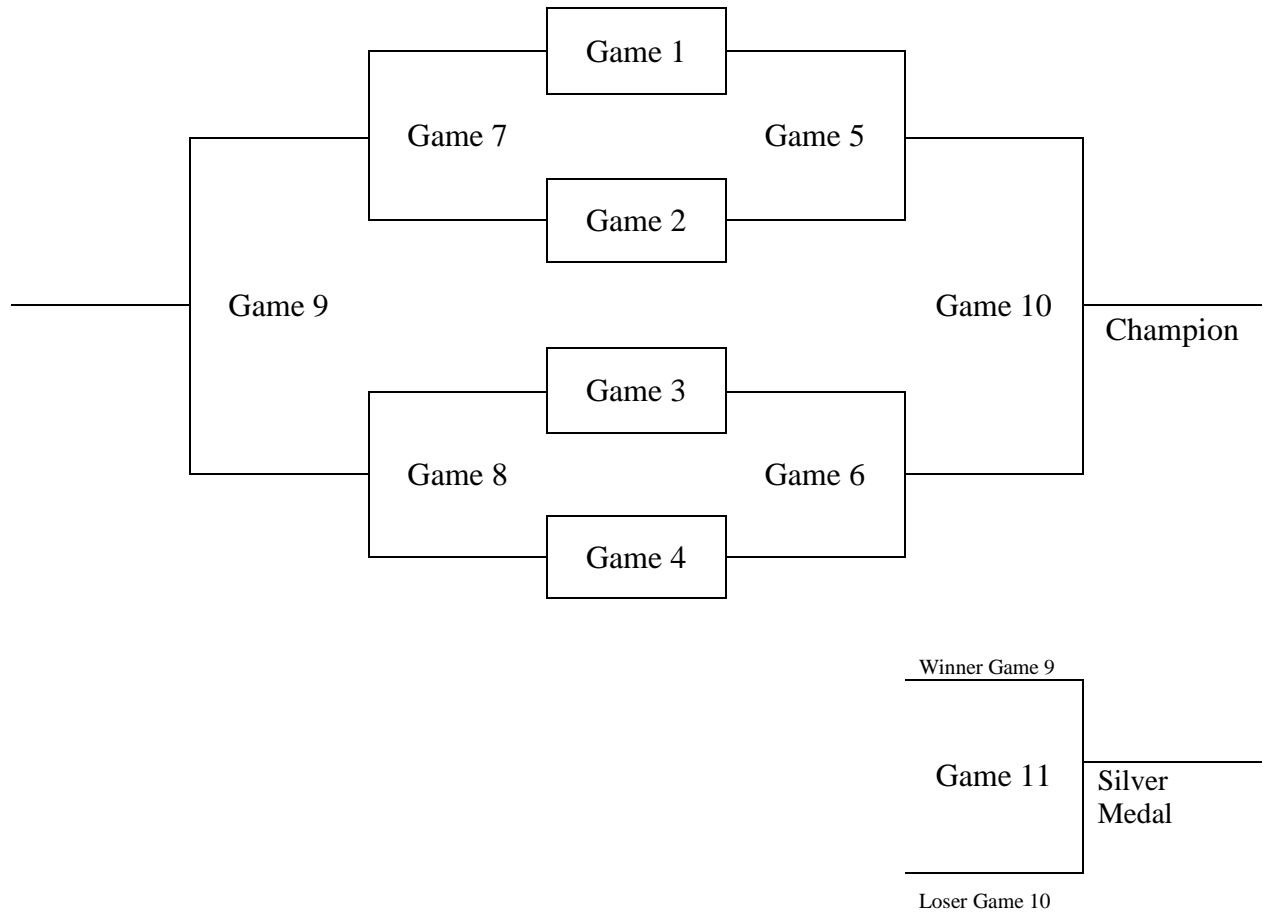 Game 1
Game 7
Game 5
Game 2
Game 9
Game 10
Champion
Game 3
Game 8
Game 6
Game 4
Winner Game 9
Game 11
Silver
Medal
Loser Game 10